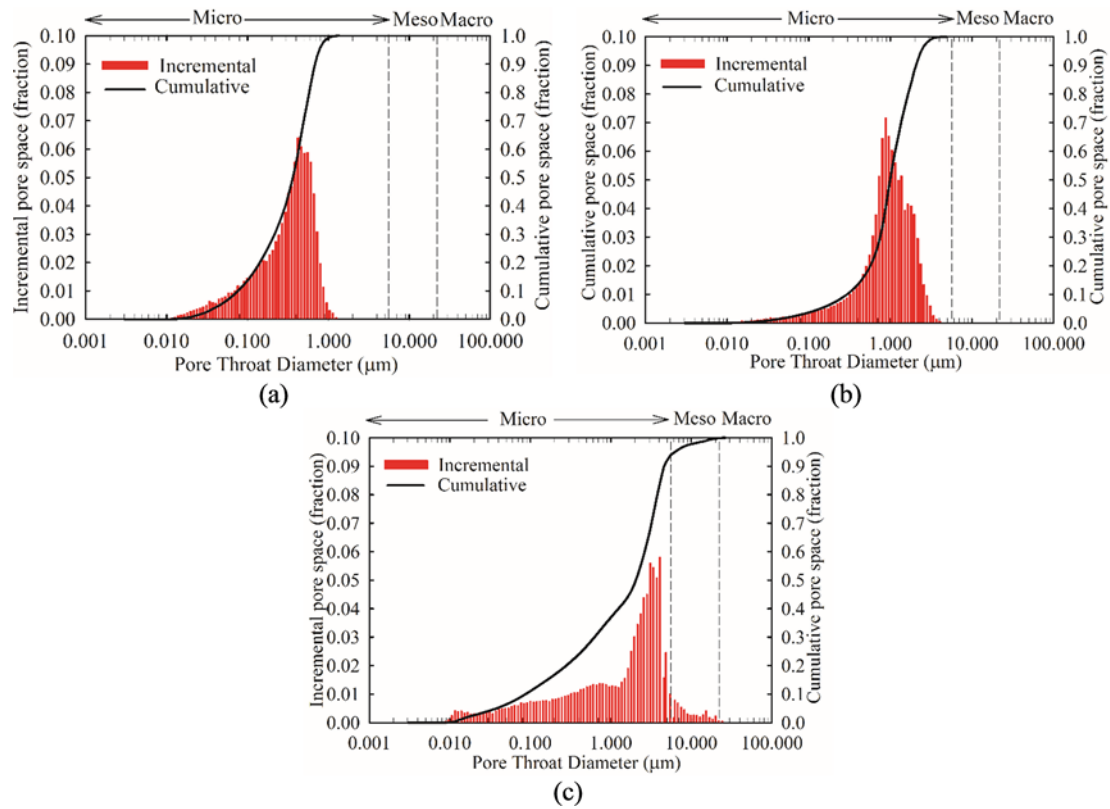 Micro Meso Macro
0.10 1.0
0.09 0.9
0.08 0.8
0.07 0.7
0.06 0.6
0.05 0.5
0.04 0.4
0.03 0.3
0.02 0.2
0.01 0.1
0.00 0.0
Incremental
Cumulative
Incremental pore space (fraction)
Cumulative pore space (fraction)
0.001 0.010 0.100 1.000 10.000 100.000
Pore Throat Diameter (μm)
(a)
Micro Meso Macro
0.10 1.0
0.09 0.9
0.08 0.8
0.07 0.7
0.06 0.6
0.05 0.5
0.04 0.4
0.03 0.3
0.02 0.2
0.01 0.1
0.00 0.0
Incremental
Cumulative
Cumulative pore space (fraction)
Cumulative pore space (fraction)
0.001 0.010 0.100 1.000 10.000 100.000
Pore Throat Diameter (μm)
(b)
Micro Meso Macro
0.10 1.0
0.09 0.9
0.08 0.8
0.07 0.7
0.06 0.6
0.05 0.5
0.04 0.4
0.03 0.3
0.02 0.2
0.01 0.1
0.00 0.0
Incremental
Cumulative
Incremental pore space (fraction)
Cumulative pore space (fraction)
0.001 0.010 0.100 1.000 10.000 100.000
Pore Throat Diameter (μm)
(c)